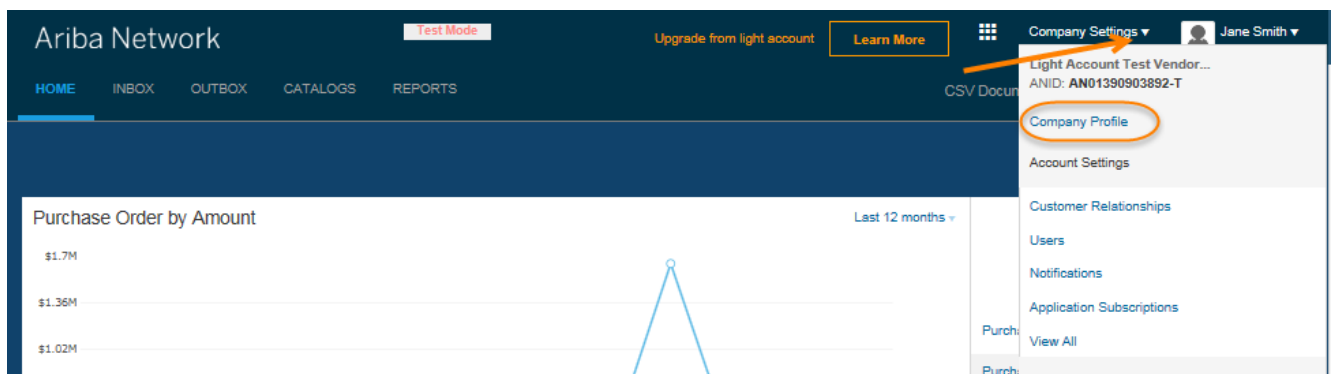 Ariba Network
Test Mode
Upgrade from light account
Learn More
Company Settings ▾
Jane Smith ▾
HOME INBOX OUTBOX CATALOGS REPORTS
CSV Docun
Light Account Test Vendor...
ANID: AN01390903892-T
Company Profile
Account Settings
Customer Relationships
Users
Notifications
Application Subscriptions
View All
Purchase Order by Amount
Last 12 months
$1.7M
$1.36M
$1.02M
Purcha
Purch